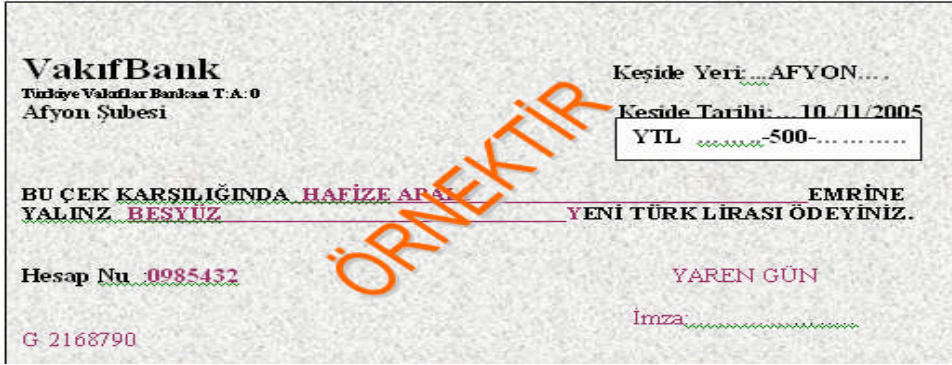 VakıfBank
Türkiye Vakıflar Bankası T:A:0
Afyon Şubesi
Keşide Yeri:...AFYON....
Keşide Tarihi:... 10 /11/2005
YTL .........-500-............
ÖRNEKTİR
BU ÇEK KARŞILIĞINDA HAFİZE EMRİNE
YALINZ BESYÜZ YENİ TÜRK LİRASI ÖDEYİNİZ.
Hesap Nu :0985432
YAREN GÜN
İmza:
G 2168790